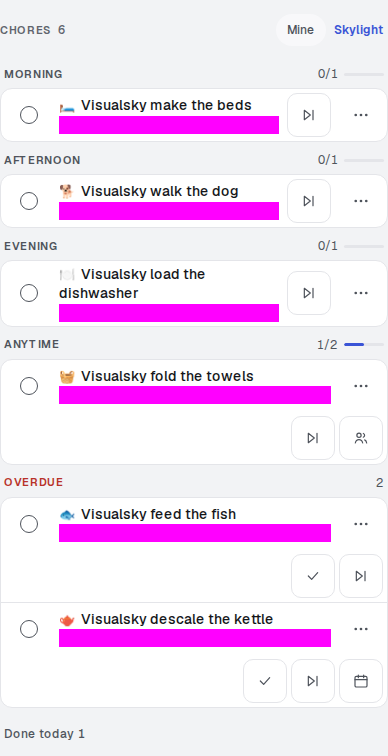 CHORES 6 Mine Skylight
MORNING 0/1
Visualsky make the beds
AFTERNOON 0/1
Visualsky walk the dog
EVENING 0/1
Visualsky load the
dishwasher
ANYTIME 1/2
Visualsky fold the towels
OVERDUE 2
Visualsky feed the fish
Visualsky descale the kettle
Done today 1